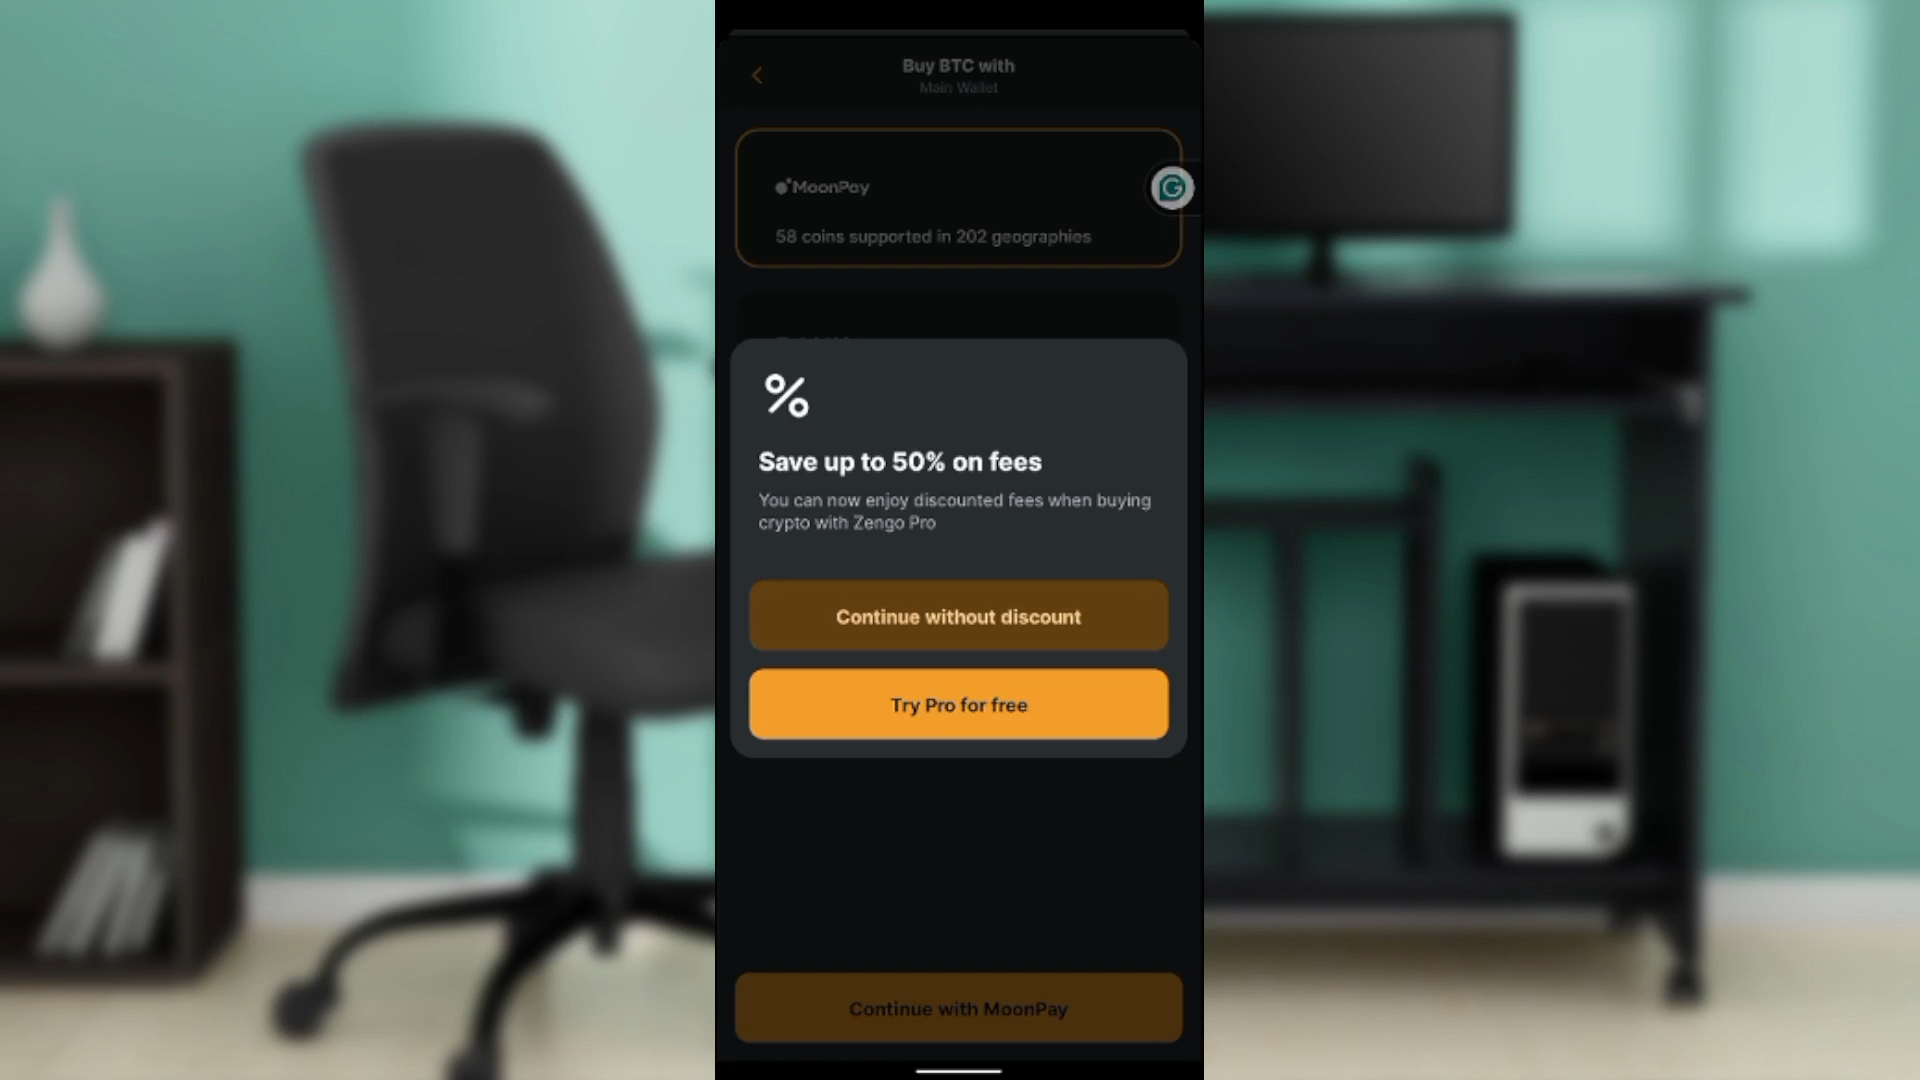 Buy BTC with
Main Wallet
MoonPay
58 coins supported in 202 geographies
%
Save up to 50% on fees
You can now enjoy discounted fees when buying
crypto with Zengo Pro
Continue without discount
Try Pro for free
Continue with MoonPay